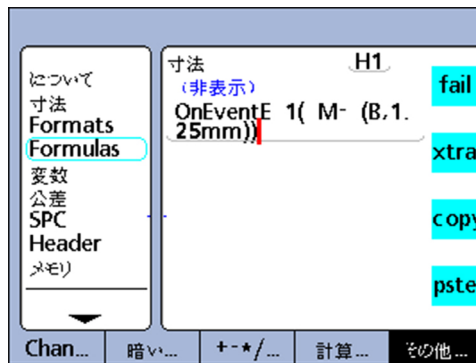 について
寸法
Formats
Formulas
変数
公差
SPC
Header
メモリ
寸法
H1
(非表示)
OnEventE 1( M- (B,1.
25mm))
fail
xtra
copy
pste
Chan...
暗い...
+-*/...
計算...
その他...